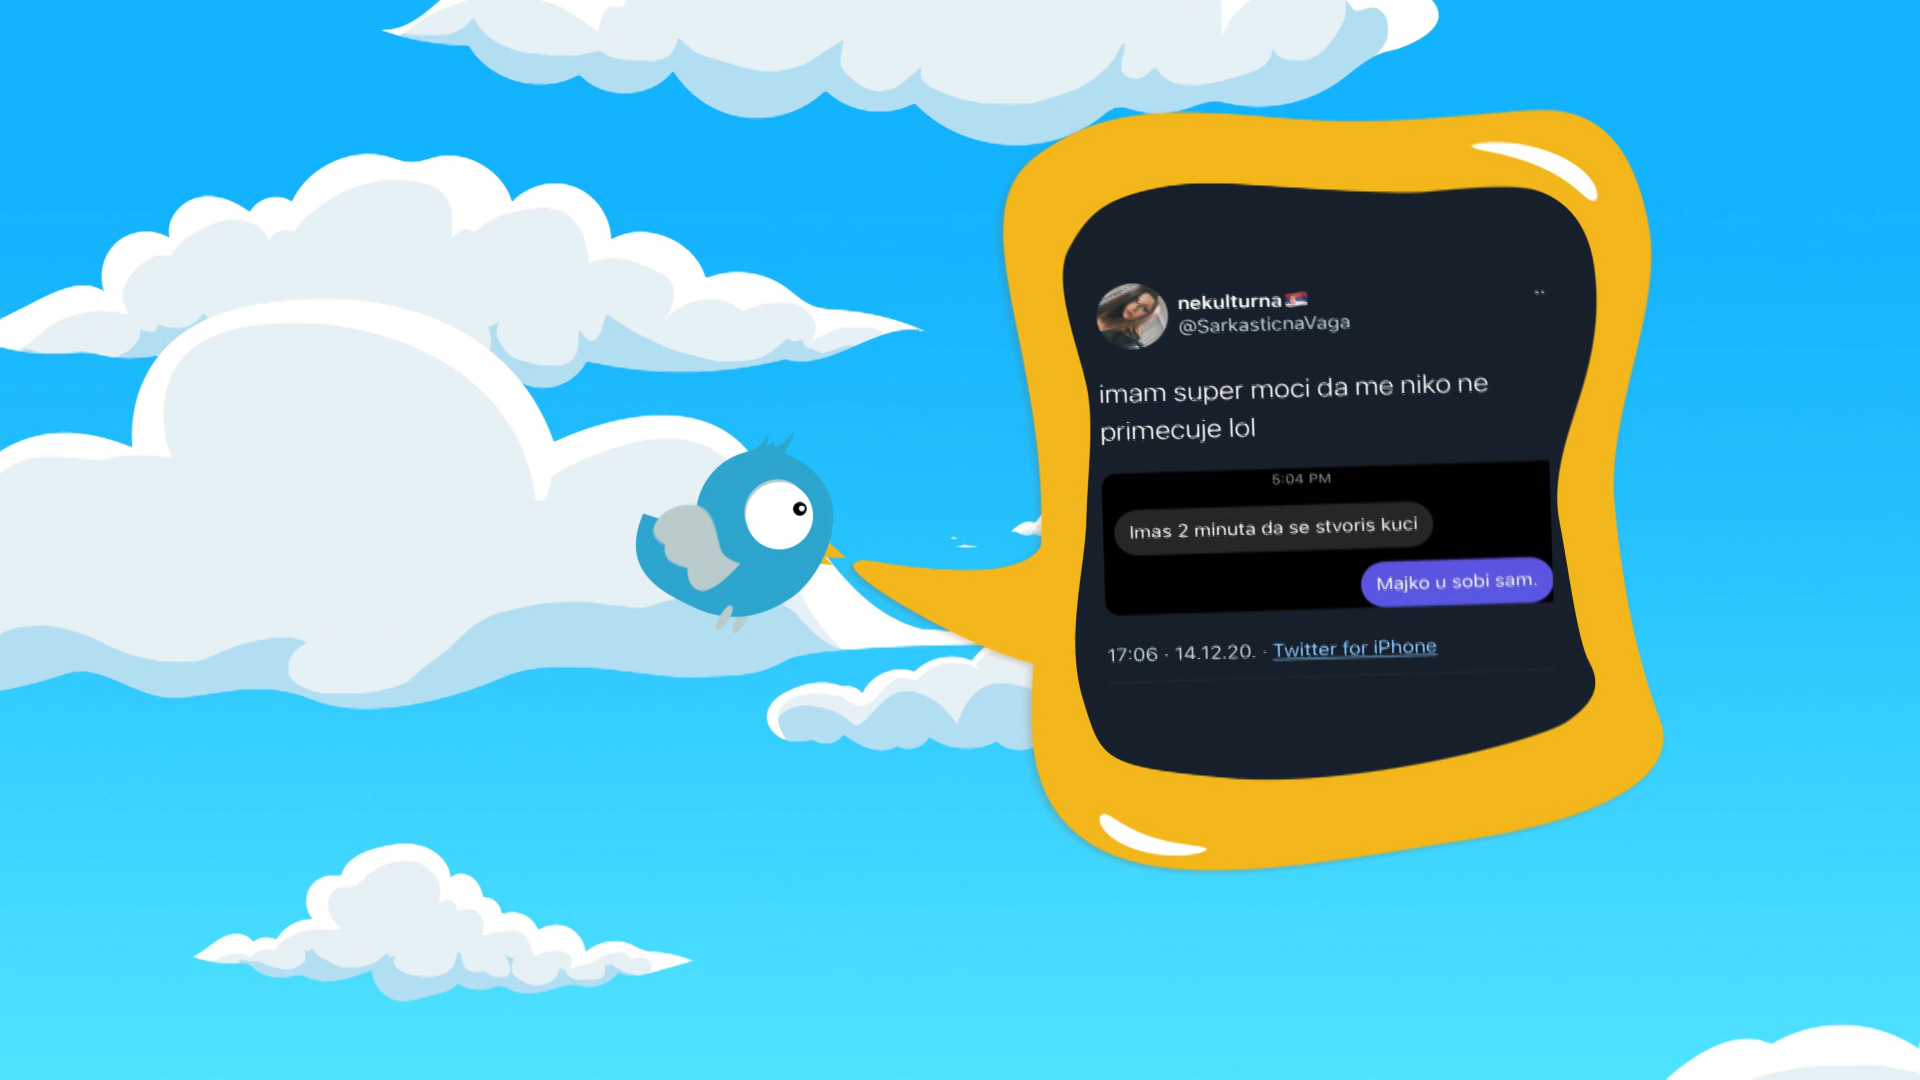 nekulturna🇷🇸
@SarkasticnaVaga
imam super moci da me niko ne
primecuje lol
5:04 PM
Imas 2 minuta da se stvoris kuci
Majko u sobi sam.
17:06 · 14.12.20. · Twitter for iPhone